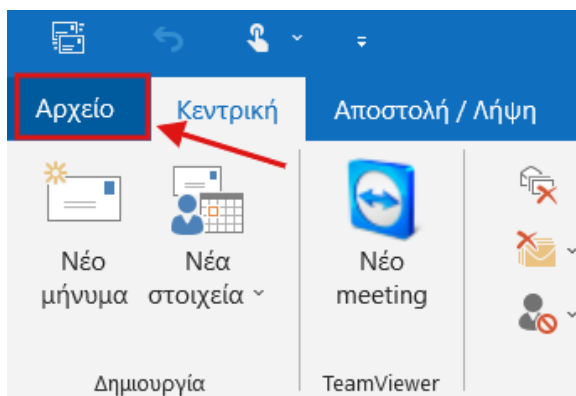 Αρχείο Κεντρική Αποστολή / Λήψη
Νέο μήνυμα
Νέα στοιχεία
Νέο meeting
Δημιουργία
TeamViewer